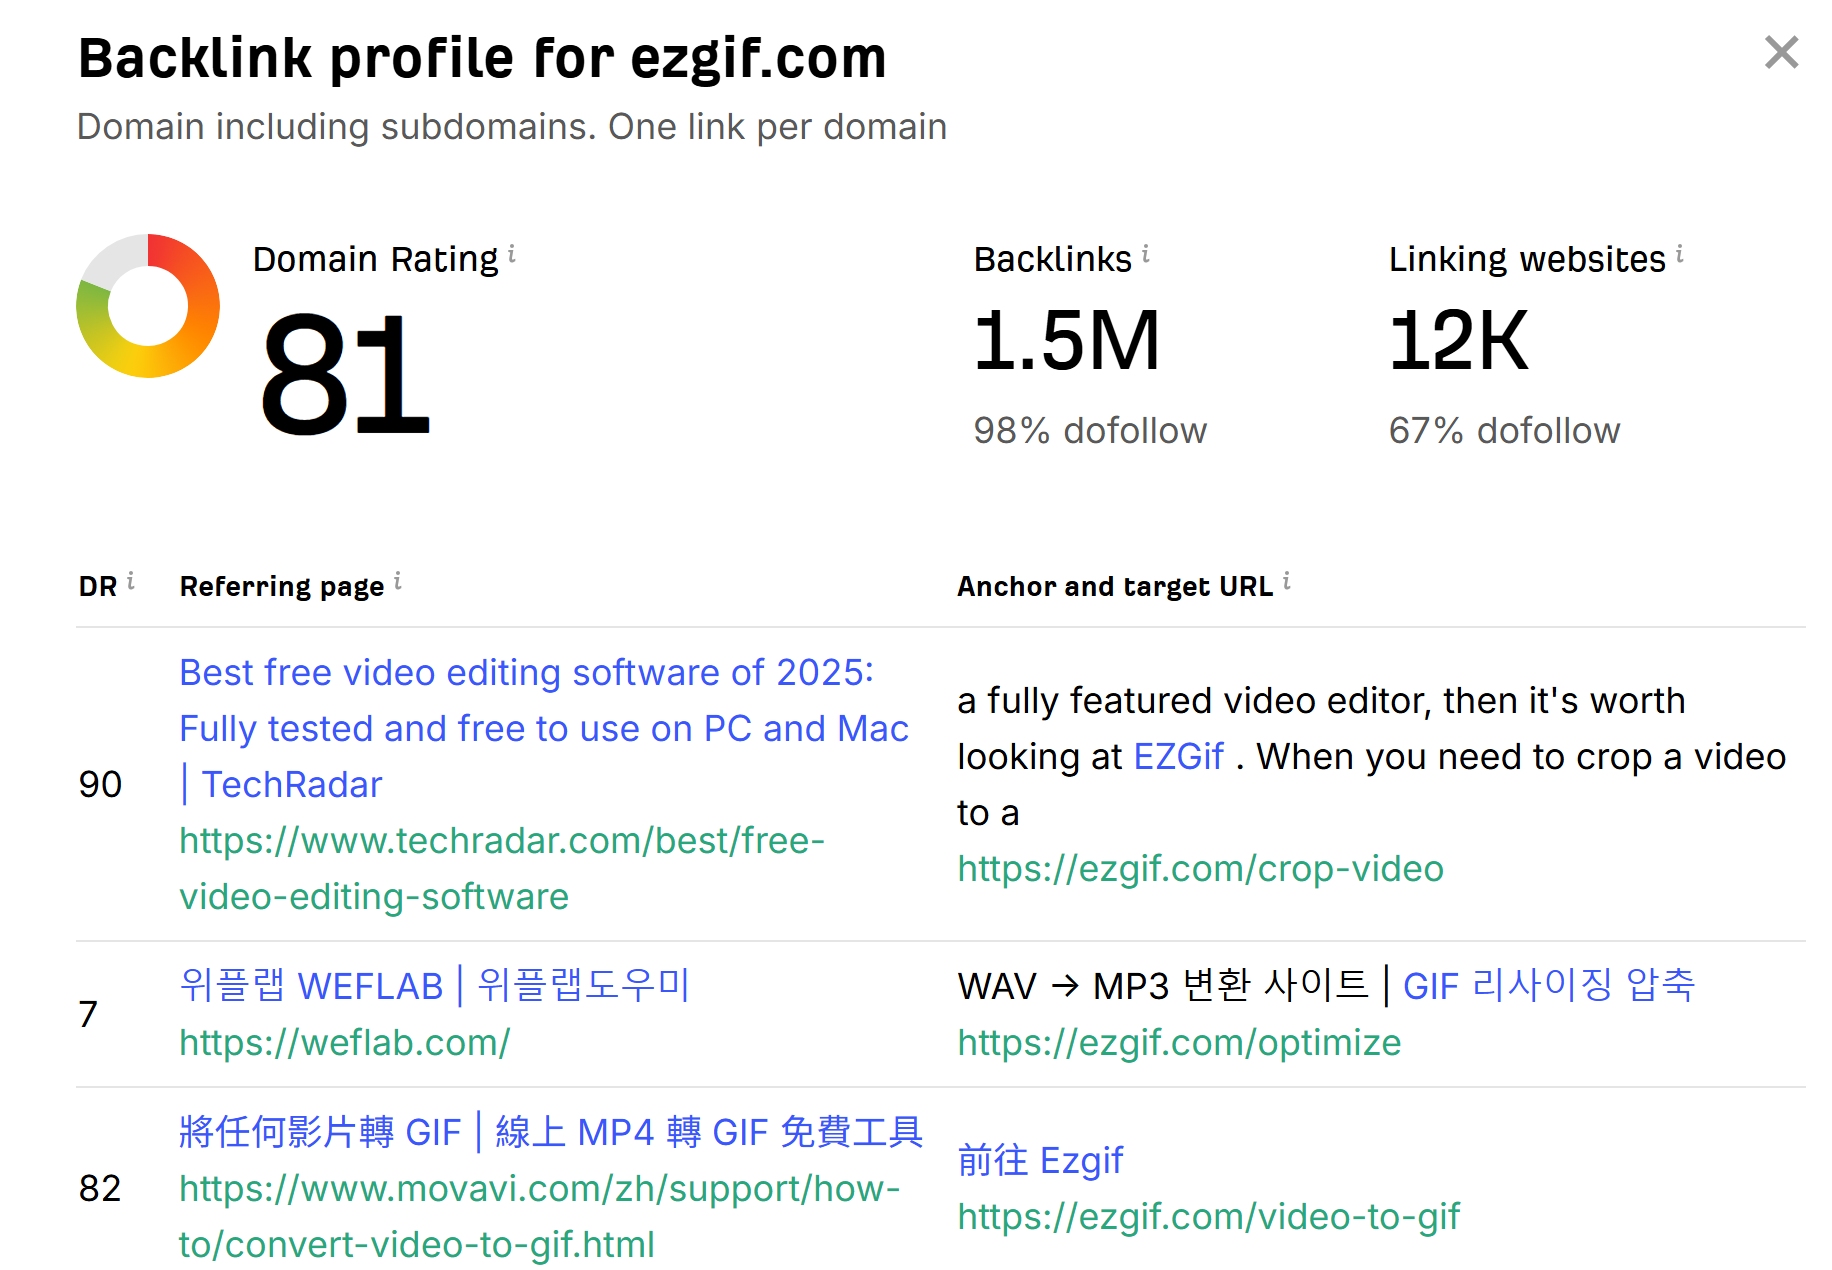 Backlink profile for ezgif.com
Domain including subdomains. One link per domain
Domain Rating i
81
Backlinks i
1.5M
98% dofollow
Linking websites i
12K
67% dofollow
DR i
Referring page i
Anchor and target URL i
90
Best free video editing software of 2025:
Fully tested and free to use on PC and Mac
| TechRadar
https://www.techradar.com/best/free-
video-editing-software
a fully featured video editor, then it's worth
looking at EZGif . When you need to crop a video
to a
https://ezgif.com/crop-video
7
위플랩 WEFLAB | 위플랩도우미
https://weflab.com/
WAV → MP3 변환 사이트 | GIF 리사이징 압축
https://ezgif.com/optimize
82
將任何影片轉 GIF | 線上 MP4 轉 GIF 免費工具
https://www.movavi.com/zh/support/how-
to/convert-video-to-gif.html
前往 Ezgif
https://ezgif.com/video-to-gif